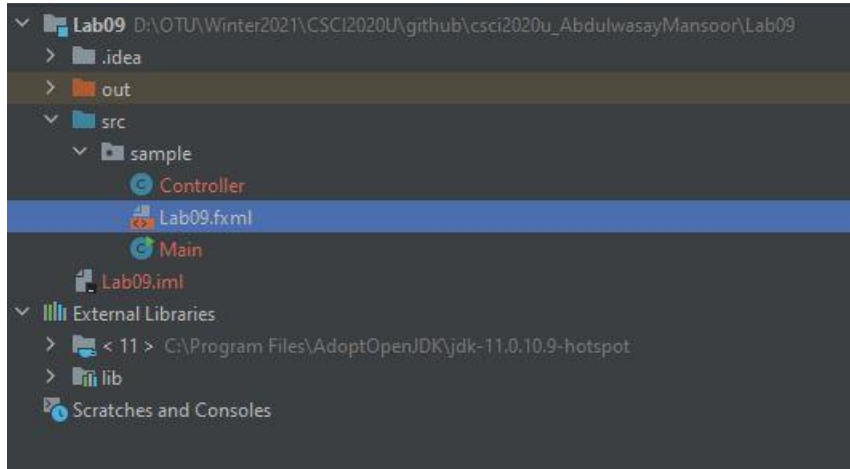 Lab09 D:\OTU\Winter2021\CSCI2020U\github\csci2020u_AbdulwasayMansoor\Lab09
.idea
out
src
sample
Controller
Lab09.fxml
Main
Lab09.iml
External Libraries
< 11 > C:\Program Files\AdoptOpenJDK\jdk-11.0.10.9-hotspot
lib
Scratches and Consoles